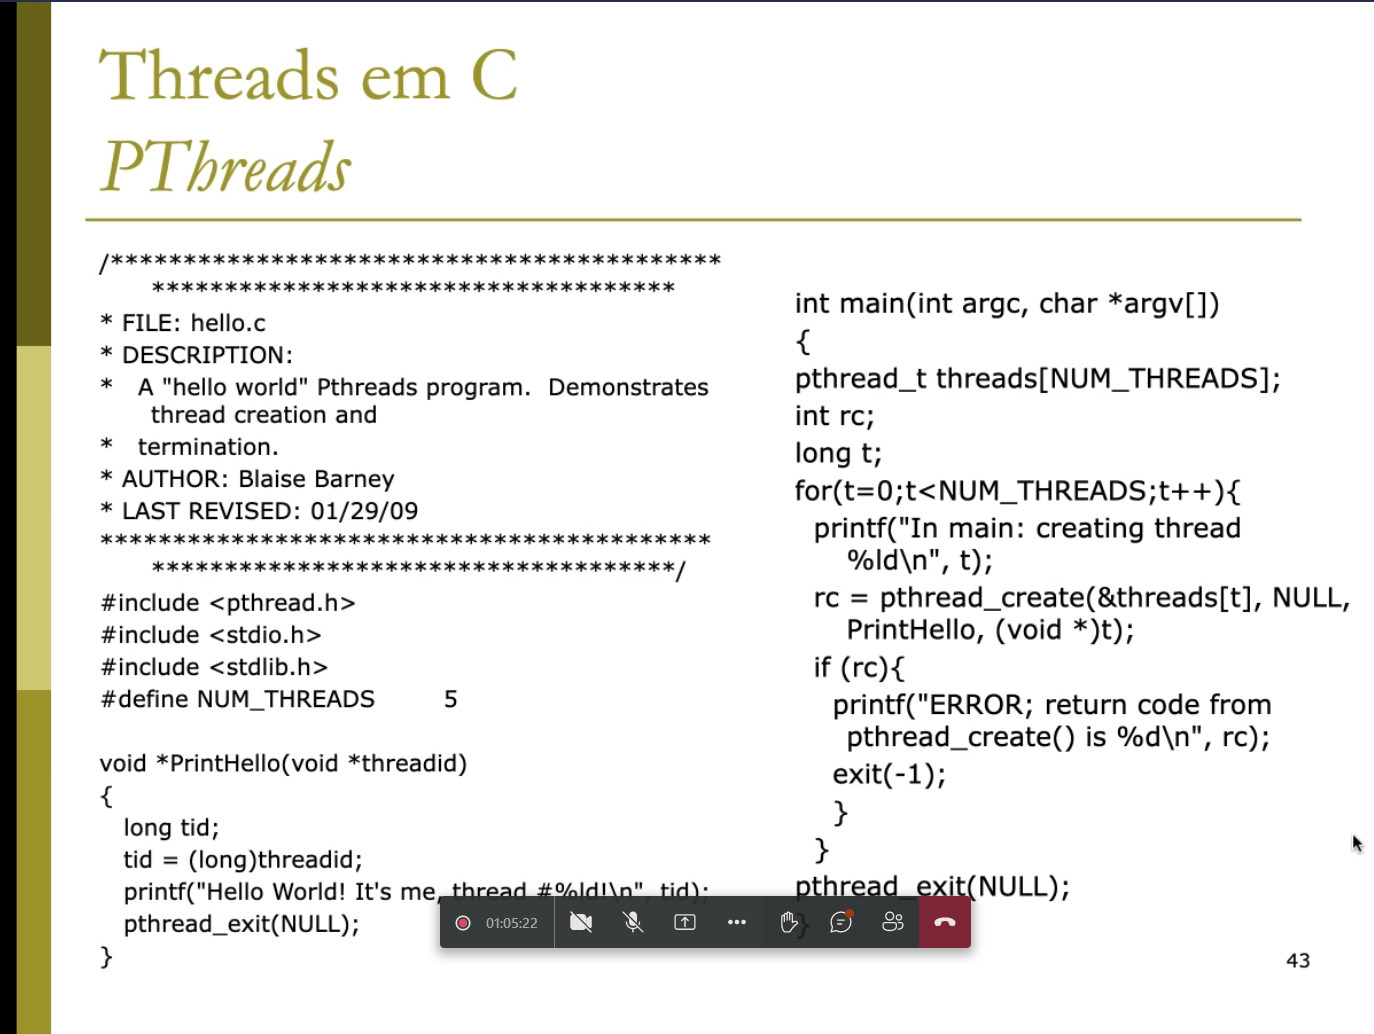 Threads em C
PThreads
/******************************************
************************************
* FILE: hello.c
* DESCRIPTION:
*   A "hello world" Pthreads program.  Demonstrates
thread creation and
*   termination.
* AUTHOR: Blaise Barney
* LAST REVISED: 01/29/09
******************************************
************************************/
#include <pthread.h>
#include <stdio.h>
#include <stdlib.h>
#define NUM_THREADS     5
void *PrintHello(void *threadid)
{
long tid;
tid = (long)threadid;
printf("Hello World! It's me, thread #%ld!\n", tid);
pthread_exit(NULL);
}
int main(int argc, char *argv[])
{
pthread_t threads[NUM_THREADS];
int rc;
long t;
for(t=0;t<NUM_THREADS;t++){
printf("In main: creating thread
%ld\n", t);
rc = pthread_create(&threads[t], NULL,
PrintHello, (void *)t);
if (rc){
printf("ERROR; return code from
pthread_create() is %d\n", rc);
exit(-1);
}
}
pthread_exit(NULL);
}
01:05:22
43